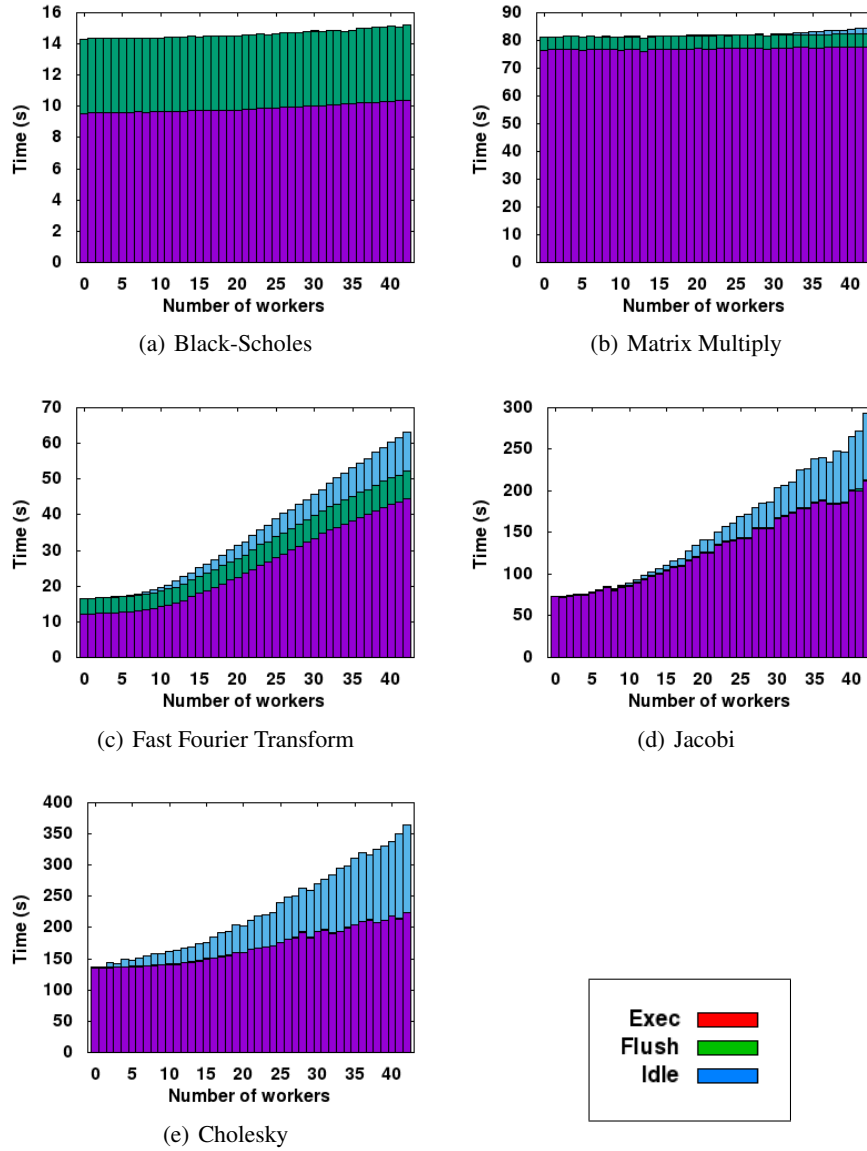 16
14
12
10
8
6
4
2
0
Time (s)
0 5 10 15 20 25 30 35 40
Number of workers
(a) Black-Scholes
90
80
70
60
50
40
30
20
10
0
Time (s)
0 5 10 15 20 25 30 35 40
Number of workers
(b) Matrix Multiply
70
60
50
40
30
20
10
0
Time (s)
0 5 10 15 20 25 30 35 40
Number of workers
(c) Fast Fourier Transform
300
250
200
150
100
50
0
Time (s)
0 5 10 15 20 25 30 35 40
Number of workers
(d) Jacobi
400
350
300
250
200
150
100
50
0
Time (s)
0 5 10 15 20 25 30 35 40
Number of workers
(e) Cholesky
Exec
Flush
Idle